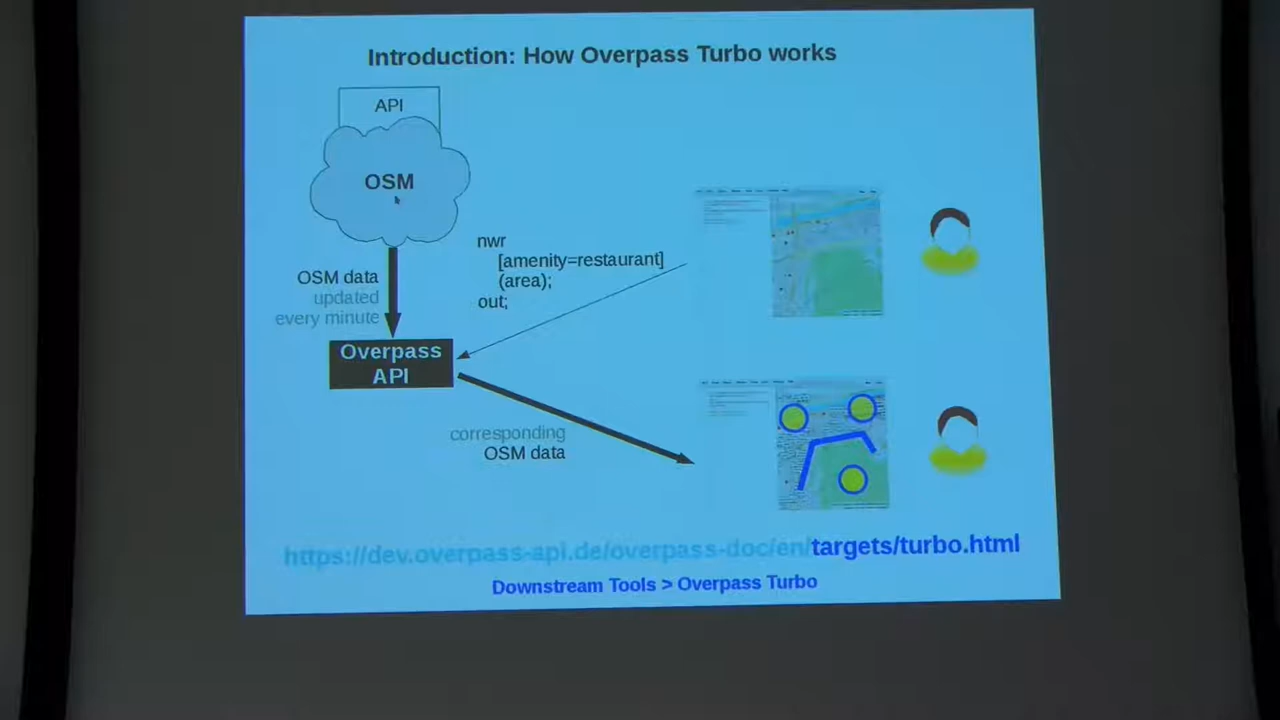 Introduction: How Overpass Turbo works
API
OSM
nwr
[amenity=restaurant]
(area);
out;
OSM data
updated
every minute
Overpass
API
corresponding
OSM data
https://dev.overpass-api.de/overpass-doc/en/targets/turbo.html
Downstream Tools > Overpass Turbo